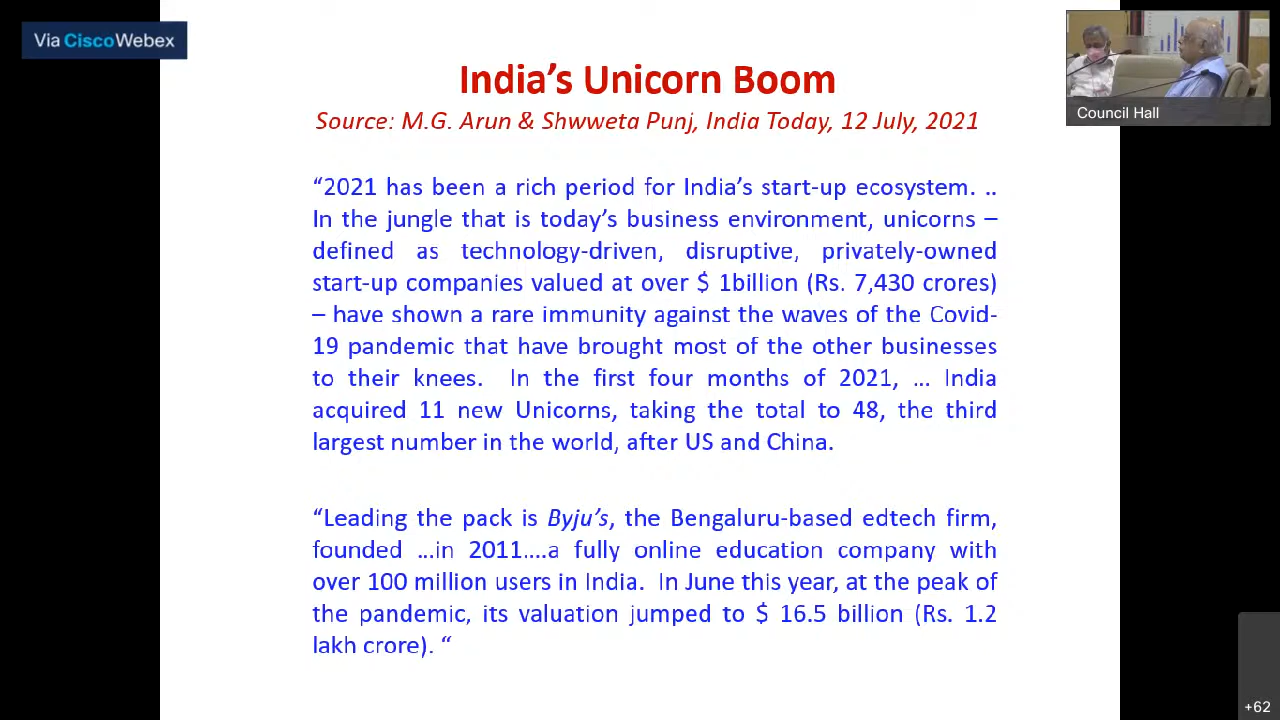 Via CiscoWebex
India's Unicorn Boom
Source: M.G. Arun & Shwweta Punj, India Today, 12 July, 2021
Council Hall
“2021 has been a rich period for India's start-up ecosystem. ..
In the jungle that is today's business environment, unicorns –
defined as technology-driven, disruptive, privately-owned
start-up companies valued at over $ 1billion (Rs. 7,430 crores)
– have shown a rare immunity against the waves of the Covid-
19 pandemic that have brought most of the other businesses
to their knees. In the first four months of 2021, … India
acquired 11 new Unicorns, taking the total to 48, the third
largest number in the world, after US and China.
“Leading the pack is Byju's, the Bengaluru-based edtech firm,
founded …in 2011….a fully online education company with
over 100 million users in India. In June this year, at the peak of
the pandemic, its valuation jumped to $ 16.5 billion (Rs. 1.2
lakh crore). “
+62